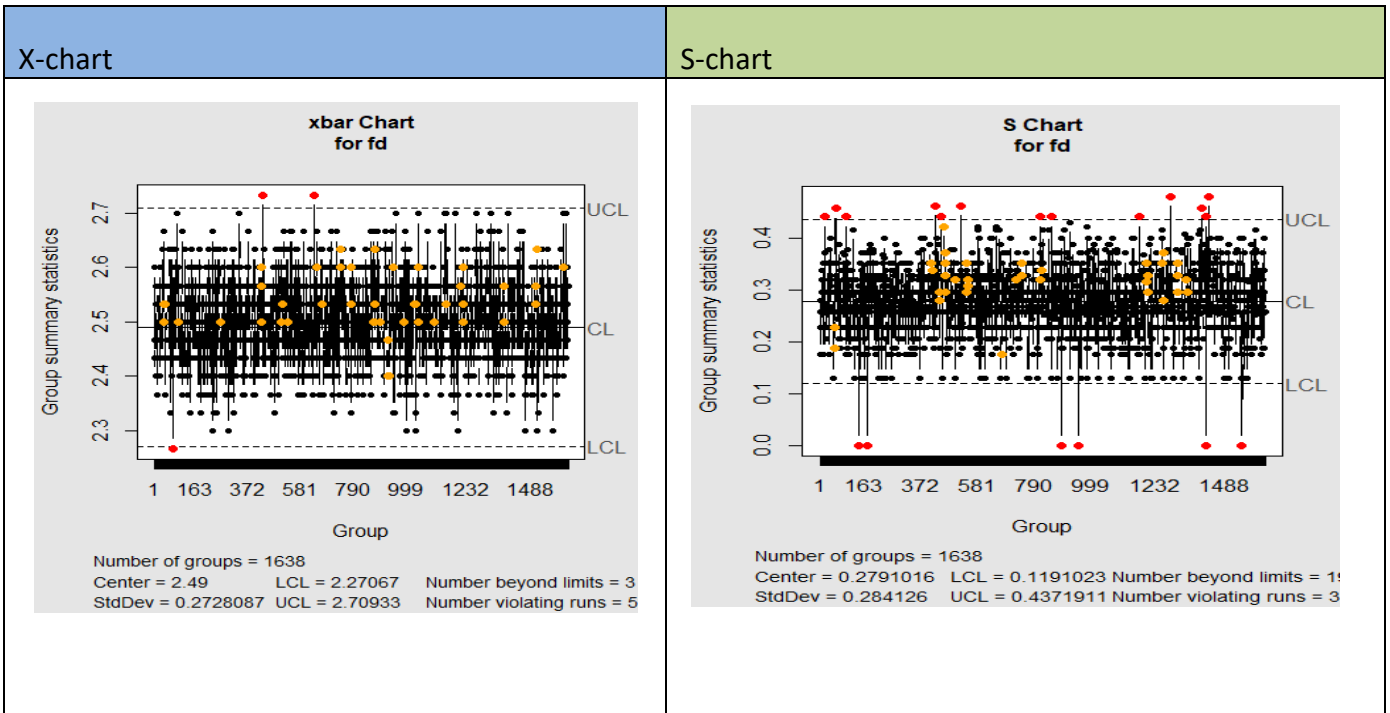 X-chart
S-chart
xbar Chart
for fd
Group summary statistics
2.7
2.6
2.5
2.4
2.3
UCL
CL
LCL
1 163 372 581 790 999 1232 1488
Group
Number of groups = 1638
Center = 2.49 LCL = 2.27067 Number beyond limits = 3
StdDev = 0.2728087 UCL = 2.70933 Number violating runs = 5
S Chart
for fd
Group summary statistics
0.4
0.3
0.2
0.1
0.0
UCL
CL
LCL
1 163 372 581 790 999 1232 1488
Group
Number of groups = 1638
Center = 0.2791016 LCL = 0.1191023 Number beyond limits = 1
StdDev = 0.284126 UCL = 0.4371911 Number violating runs = 3